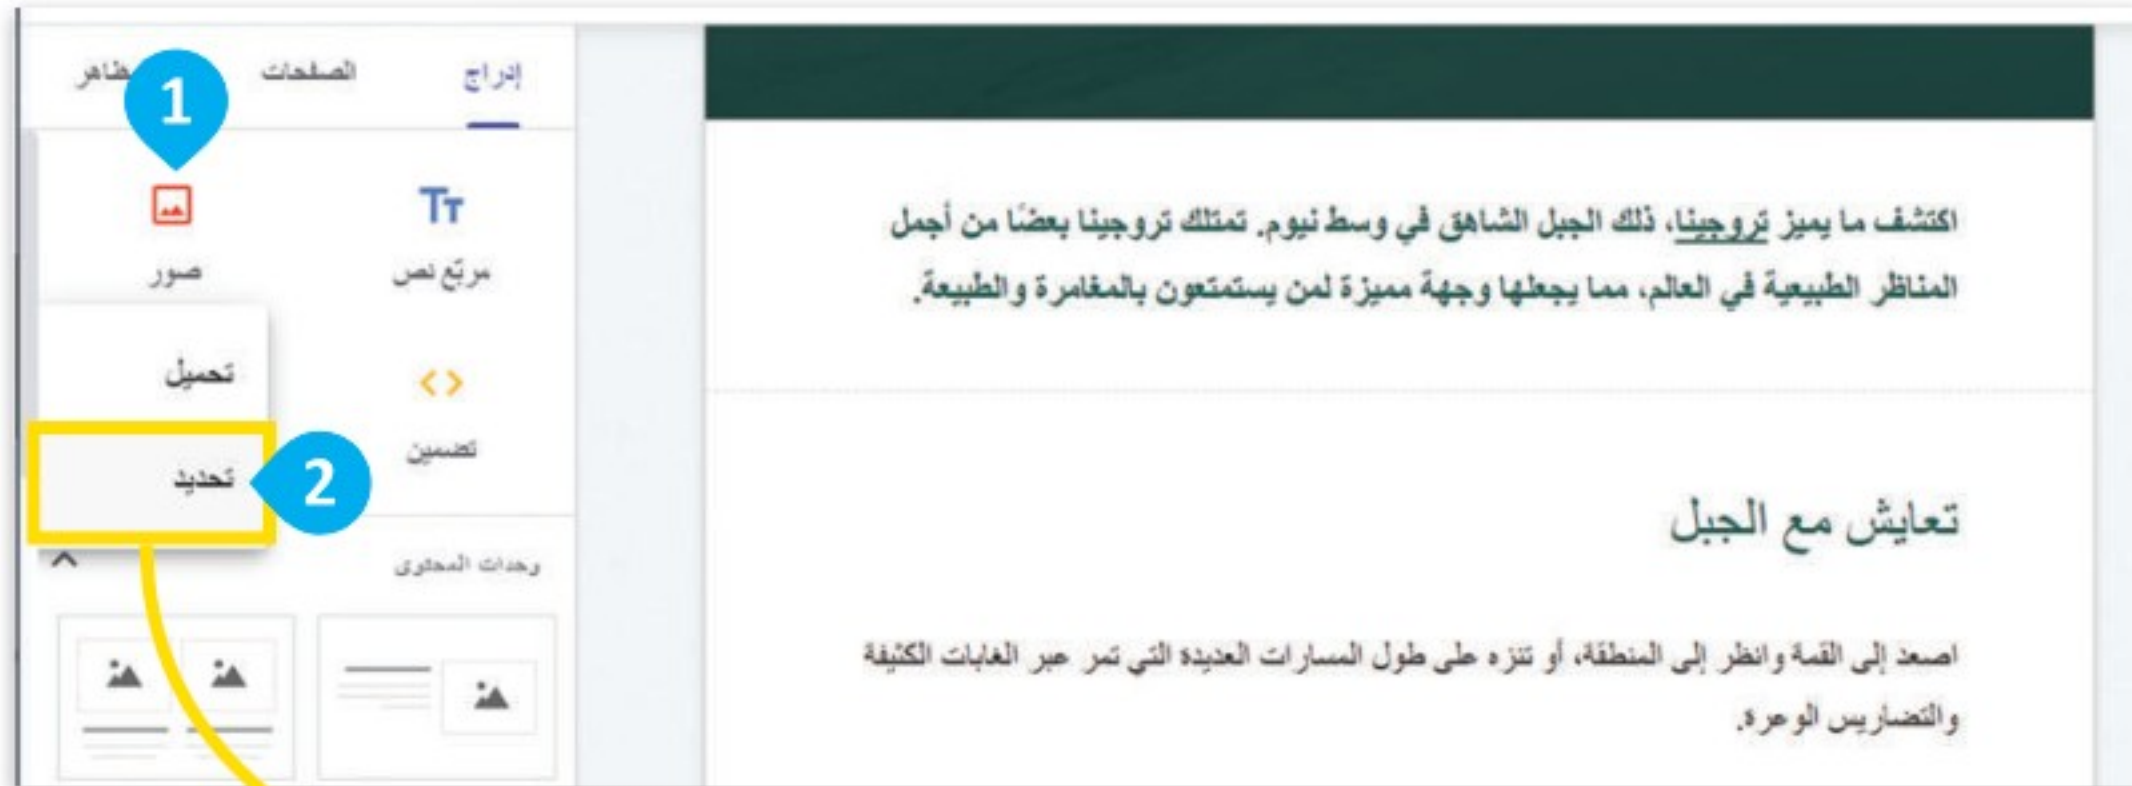 إدراج
الصفحات
1
صور
مربّع نص
تحميل
تضمين
تحديد
2
وحدات المحتوى
اكتشف ما يميز تروجينا، ذلك الجبل الشاهق في وسط نيوم. تمتلك تروجينا بعضًا من أجمل
المناظر الطبيعية في العالم، مما يجعلها وجهة مميزة لمن يستمتعون بالمغامرة والطبيعة.
تعايش مع الجبل
اصعد إلى القمة وانظر إلى المنطقة، أو تنزه على طول المسارات العديدة التي تمر عبر الغابات الكثيفة
والتضاريس الوعرة.